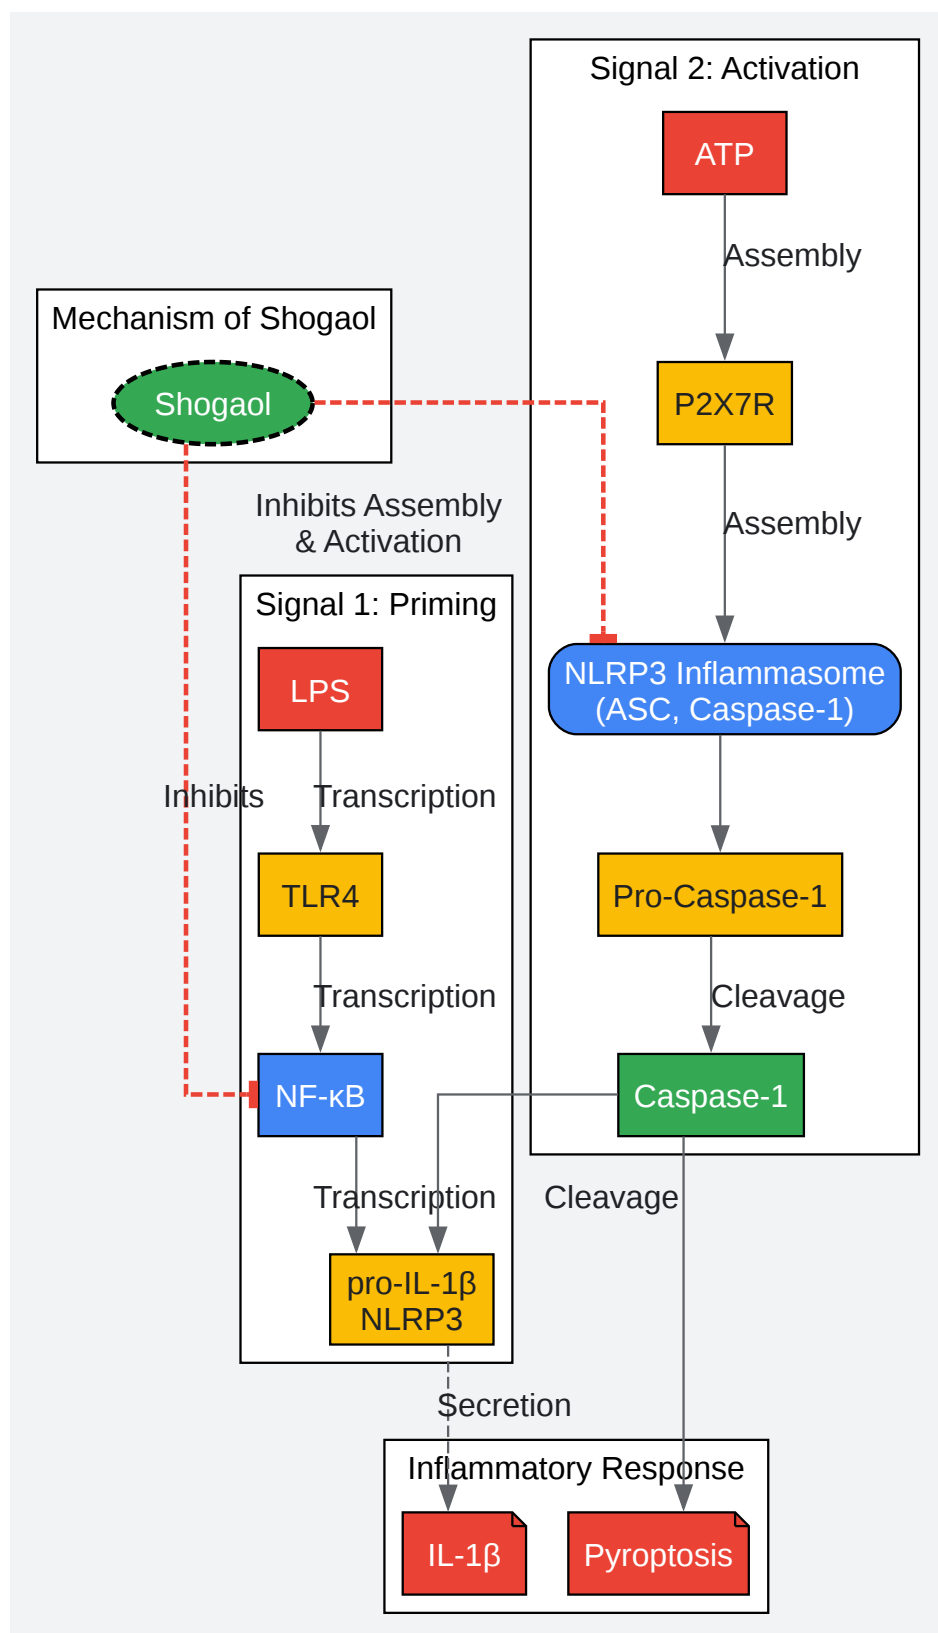 Signal 2: Activation
ATP
Assembly
Mechanism of Shogaol
Shogaol
P2X7R
Inhibits Assembly
& Activation
Assembly
Signal 1: Priming
LPS
NLRP3 Inflammasome
(ASC, Caspase-1)
Inhibits
Transcription
TLR4
Pro-Caspase-1
Transcription
Cleavage
NF-κB
Caspase-1
Transcription
Cleavage
pro-IL-1β
NLRP3
Secretion
Inflammatory Response
IL-1β
Pyroptosis